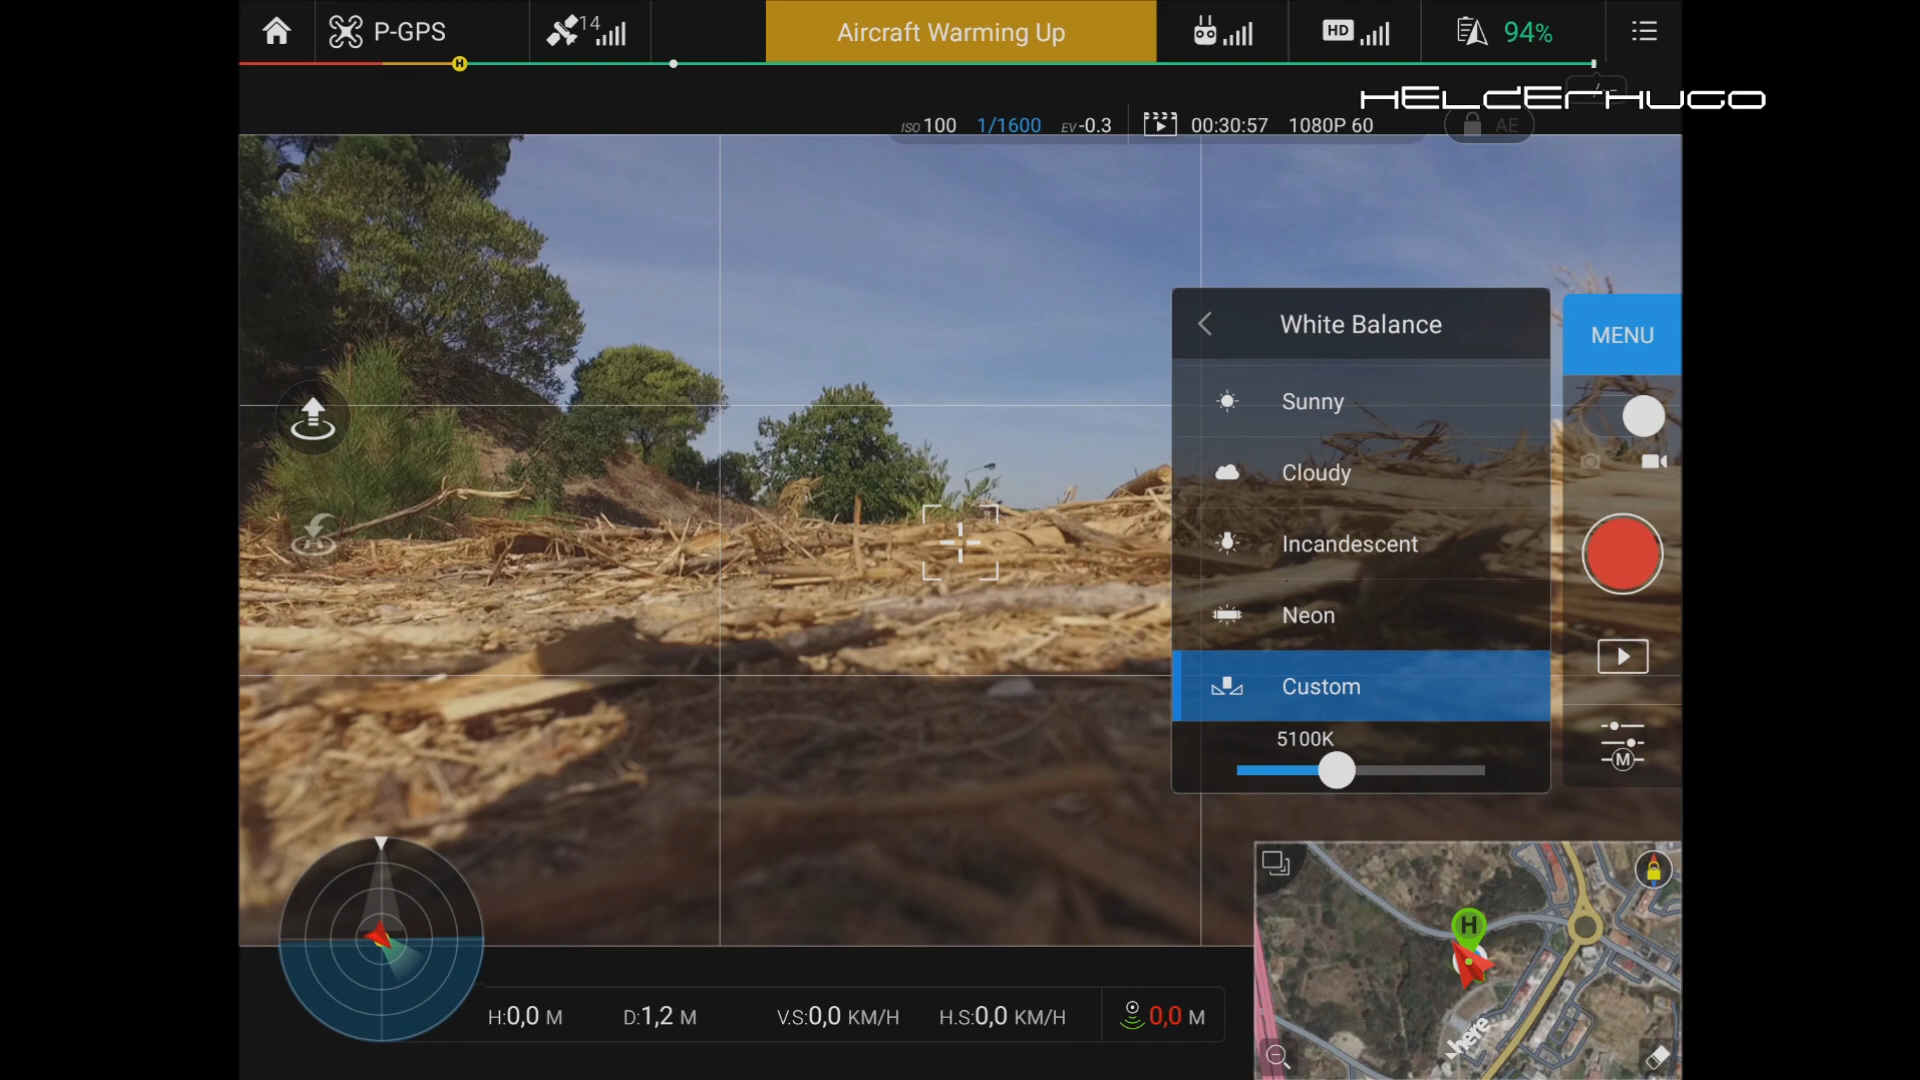 P-GPS
14
Aircraft Warming Up
HD
94%
H
HELDERHUGO
ISO 100 1/1600 EV -0.3 00:30:57 1080P 60 AE
White Balance
MENU
Sunny
Cloudy
Incandescent
Neon
Custom
5100K
M
H
H:0,0 M D:1,2 M V.S:0,0 KM/H H.S:0,0 KM/H 0,0 M
here